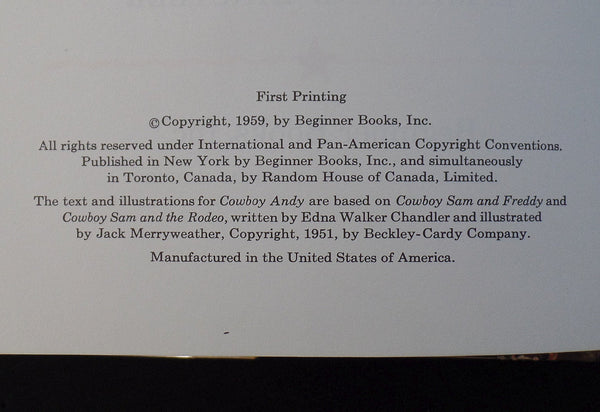 First Printing
©Copyright, 1959, by Beginner Books, Inc.
All rights reserved under International and Pan-American Copyright Conventions.
Published in New York by Beginner Books, Inc., and simultaneously
in Toronto, Canada, by Random House of Canada, Limited.
The text and illustrations for Cowboy Andy are based on Cowboy Sam and Freddy and
Cowboy Sam and the Rodeo, written by Edna Walker Chandler and illustrated
by Jack Merryweather, Copyright, 1951, by Beckley-Cardy Company.
Manufactured in the United States of America.